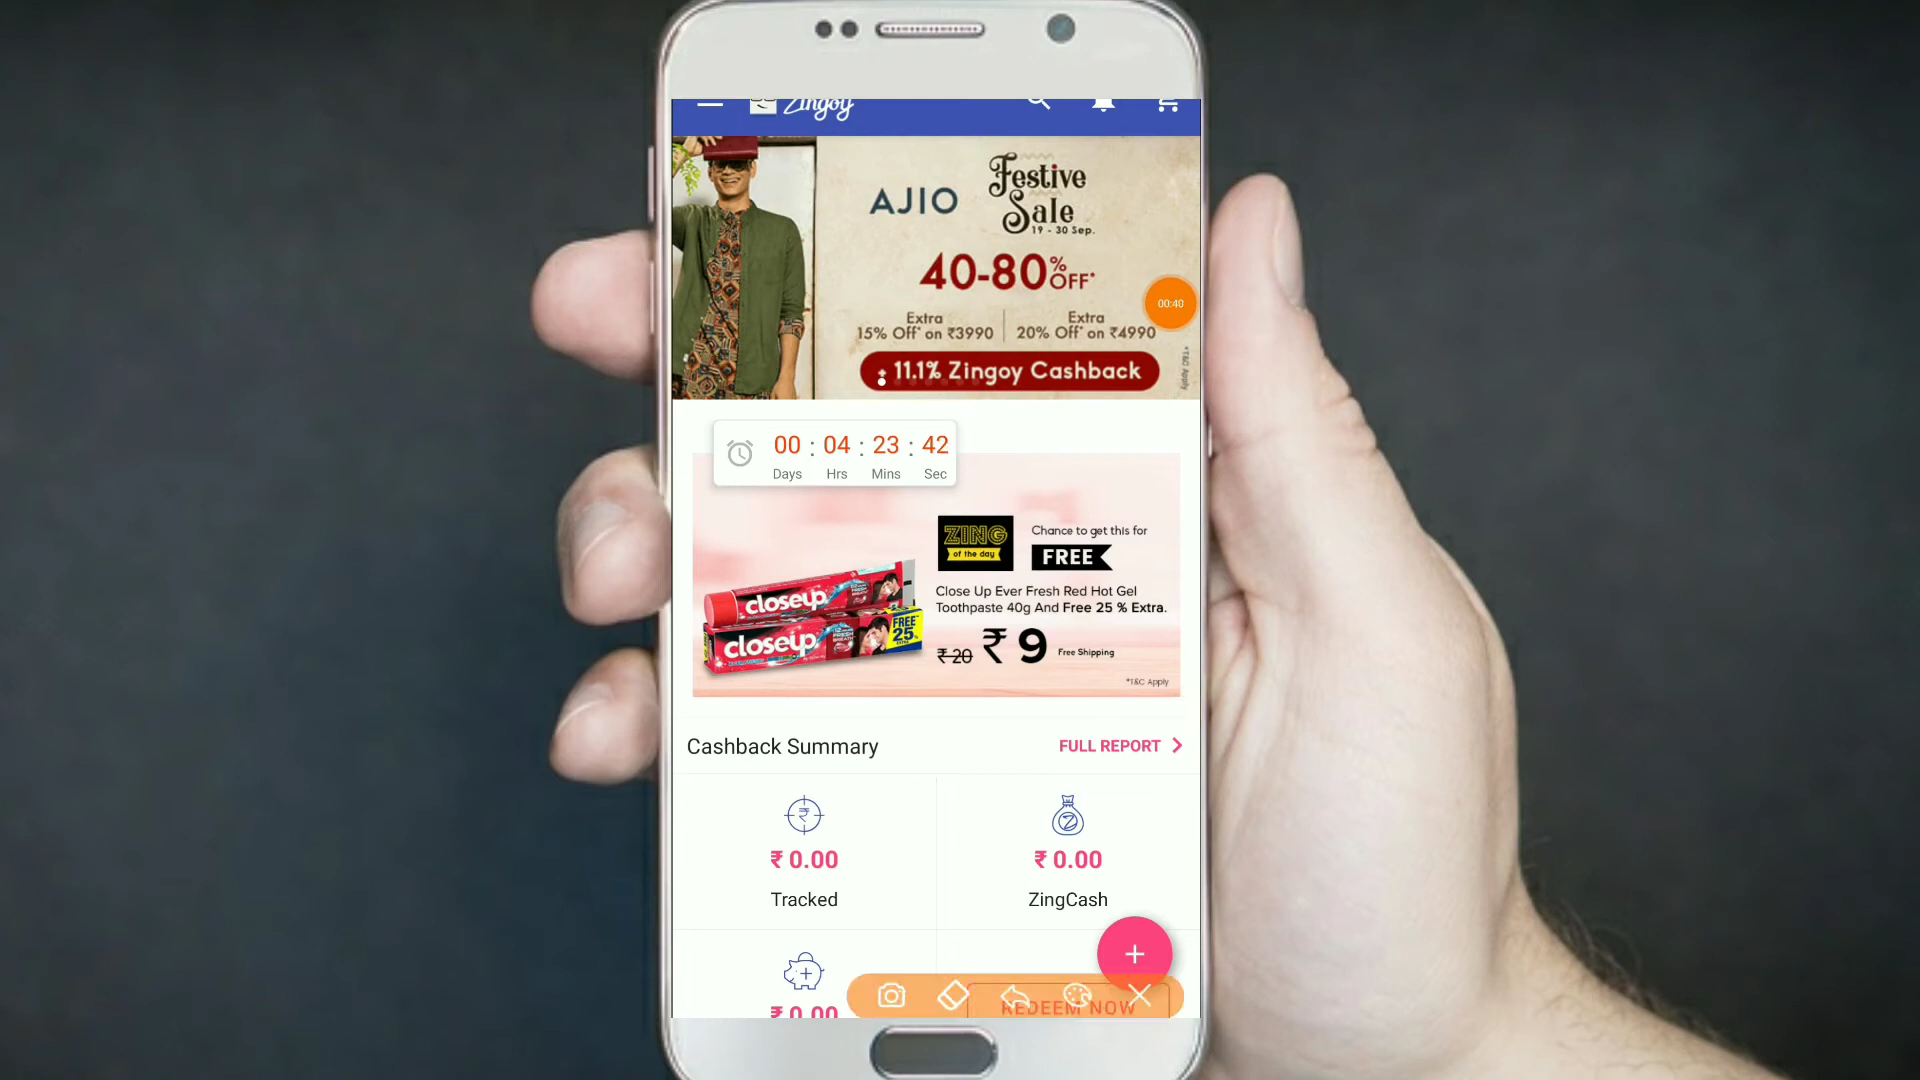 Zingoy
AJIO
Festive
Sale
19 - 30 Sep.
40-80% OFF*
Extra
15% Off* on ₹3990
Extra
20% Off* on ₹4990
+ 11.1% Zingoy Cashback
*T&C Apply
00:40
00 : 04 : 23 : 42
Days Hrs Mins Sec
ZING
of the day
Chance to get this for
FREE
Close Up Ever Fresh Red Hot Gel
Toothpaste 40g And Free 25 % Extra.
₹ 20 ₹ 9 Free Shipping
*T&C Apply
closeup
closeup
FREE
25%
Cashback Summary
FULL REPORT
₹ 0.00
Tracked
₹ 0.00
ZingCash
₹ 0.00
REDEEM NOW